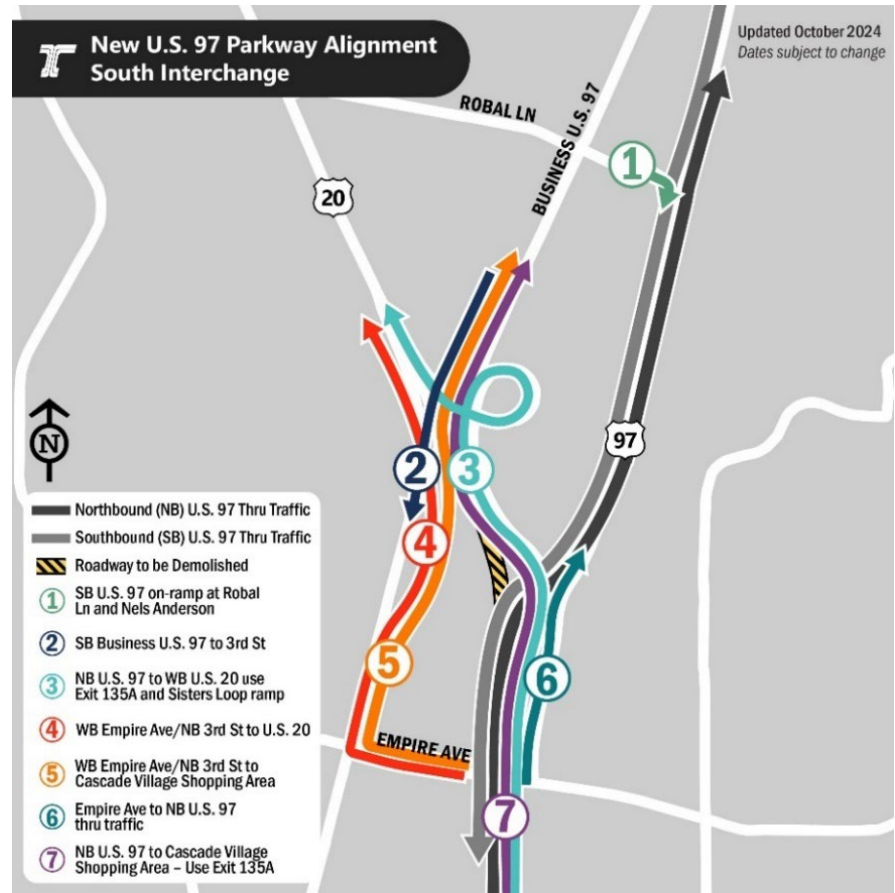 New U.S. 97 Parkway Alignment
South Interchange
Updated October 2024
Dates subject to change
ROBAL LN
BUSINESS U.S. 97
1
20
97
N
2
3
4
5
6
EMPIRE AVE
7
Northbound (NB) U.S. 97 Thru Traffic
Southbound (SB) U.S. 97 Thru Traffic
Roadway to be Demolished
1 SB U.S. 97 on-ramp at Robal
Ln and Nels Anderson
2 SB Business U.S. 97 to 3rd St
3 NB U.S. 97 to WB U.S. 20 use
Exit 135A and Sisters Loop ramp
4 WB Empire Ave/NB 3rd St to U.S. 20
5 WB Empire Ave/NB 3rd St to
Cascade Village Shopping Area
6 Empire Ave to NB U.S. 97
thru traffic
7 NB U.S. 97 to Cascade Village
Shopping Area – Use Exit 135A